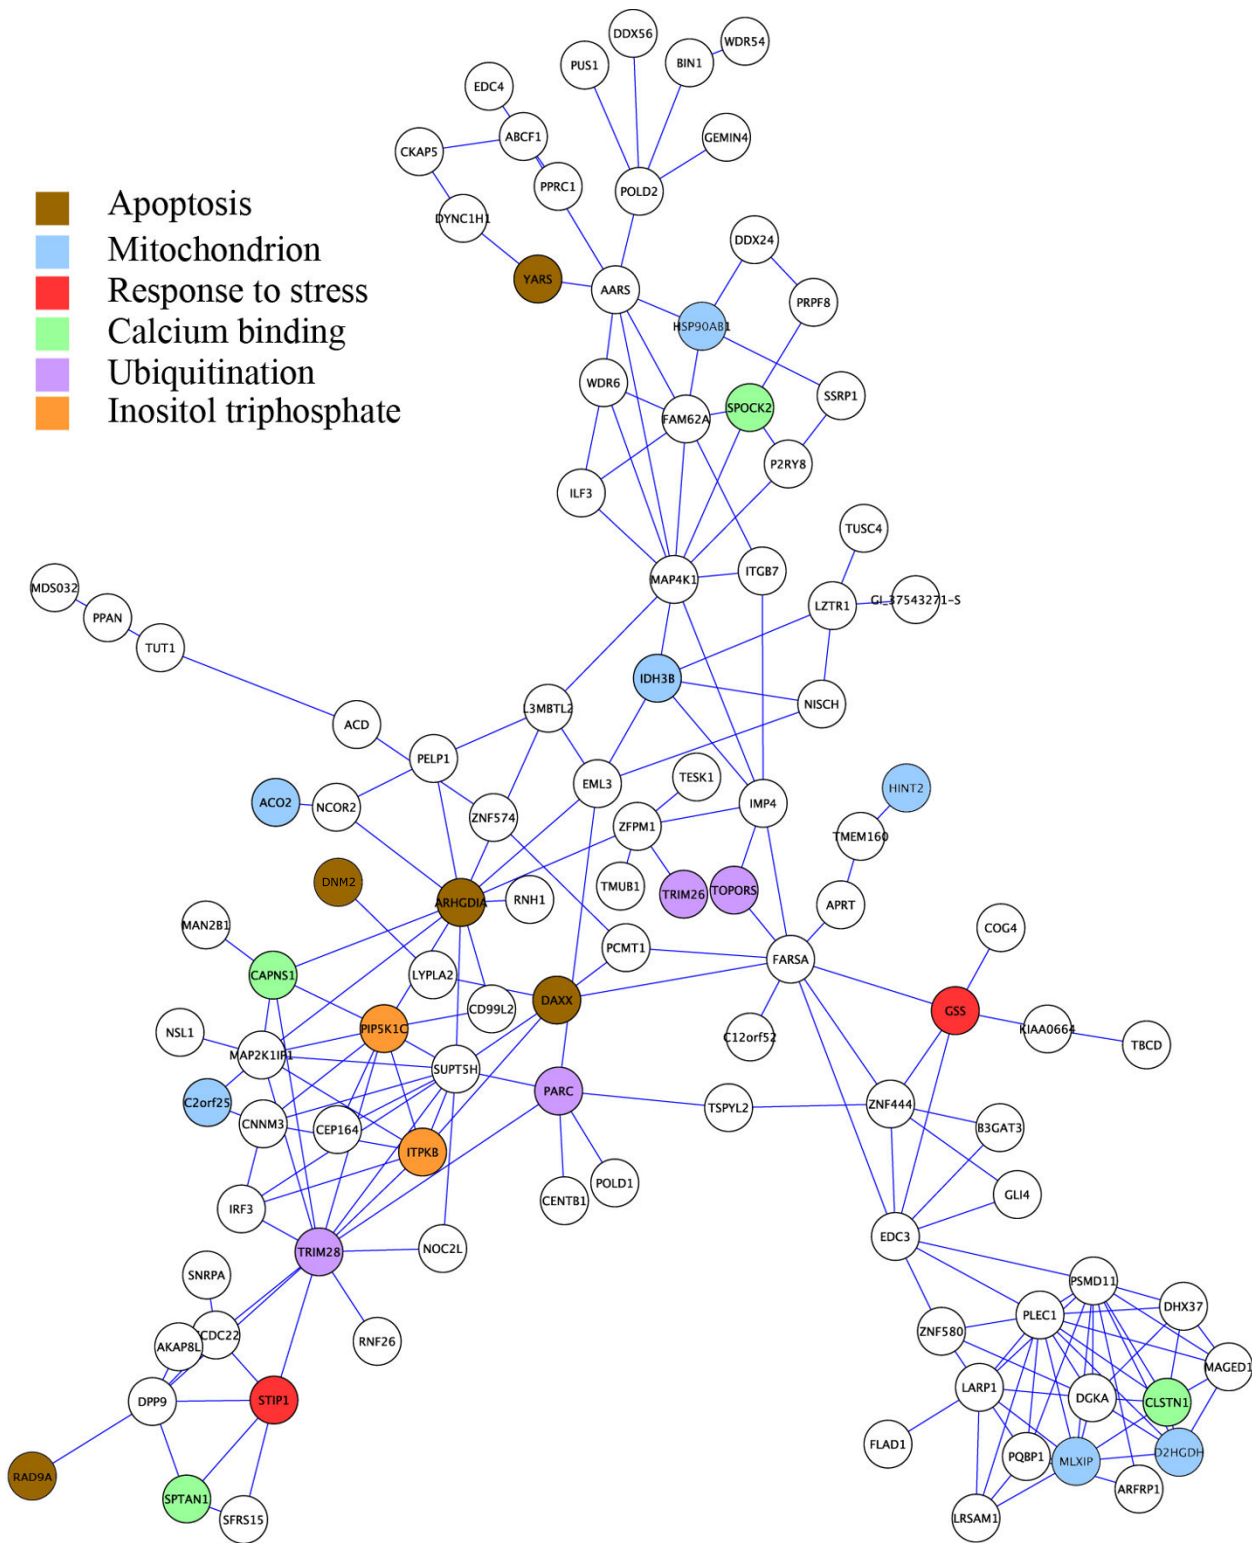 DDX56
WDR54
PUS1
BIN1
EDC4
ABCF1
GEMIN4
CKAP5
PPRC1
POLD2
Apoptosis
DYNC1H1
DDX24
Mitochondrion
YARS
AARS
PRPF8
Response to stress
HSP90AB1
Calcium binding
WDR6
SSRP1
Ubiquitination
SPOCK2
FAM62A
Inositol triphosphate
P2RY8
ILF3
TUSC4
MAP4K1
ITGB7
MDS032
GI_37543271-S
LZTR1
PPAN
TUT1
IDH3B
NISCH
L3MBTL2
ACD
PELP1
TESK1
EML3
HINT2
ACO2
NCOR2
IMP4
ZNF574
ZFPM1
TMEM160
DNM2
TMUB1
TRIM26
TOPORS
ARHGDIA
RNH1
APRT
MAN2B1
COG4
PCMT1
FARSA
CAPNS1
LYPLA2
DAXX
CD99L2
GSS
PIP5K1C
NSL1
KIAA0664
C12orf52
TBCD
MAP2K1IP1
SUPT5H
PARC
C2orf25
TSPYL2
ZNF444
CNNM3
CEP164
B3GAT3
ITPKB
POLD1
GLI4
CENTB1
IRF3
EDC3
TRIM28
NOC2L
SNRPA
PSMD11
DHX37
PLEC1
CCDC22
ZNF580
RNF26
AKAP8L
MAGED1
LARP1
DGKA
DPP9
STIP1
CLSTN1
FLAD1
D2HGDH
PQBP1
MLXIP
RAD9A
ARFRP1
SPTAN1
SFRS15
LRSAM1